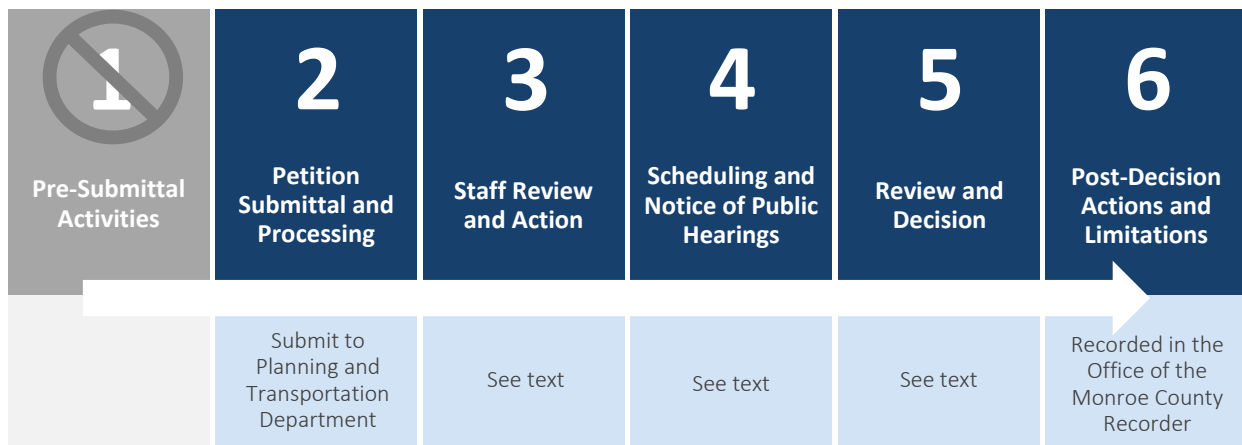 1
Pre-Submittal
Activities
2
Petition
Submittal and
Processing
Submit to
Planning and
Transportation
Department
3
Staff Review
and Action
See text
4
Scheduling and
Notice of Public
Hearings
See text
5
Review and
Decision
See text
6
Post-Decision
Actions and
Limitations
Recorded in the
Office of the
Monroe County
Recorder